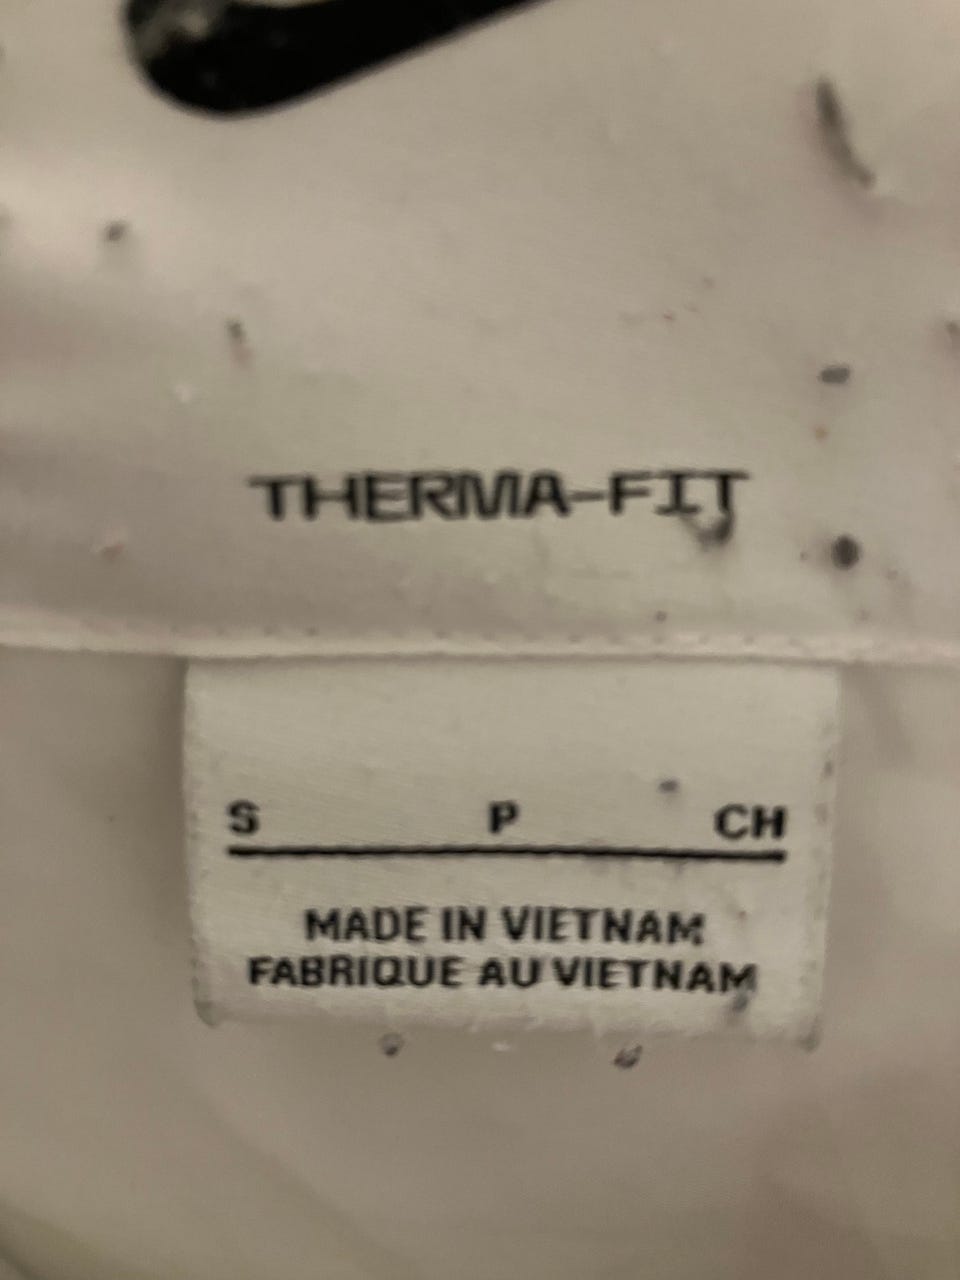 THERMA-FIT
S P CH
MADE IN VIETNAM
FABRIQUE AU VIETNAM